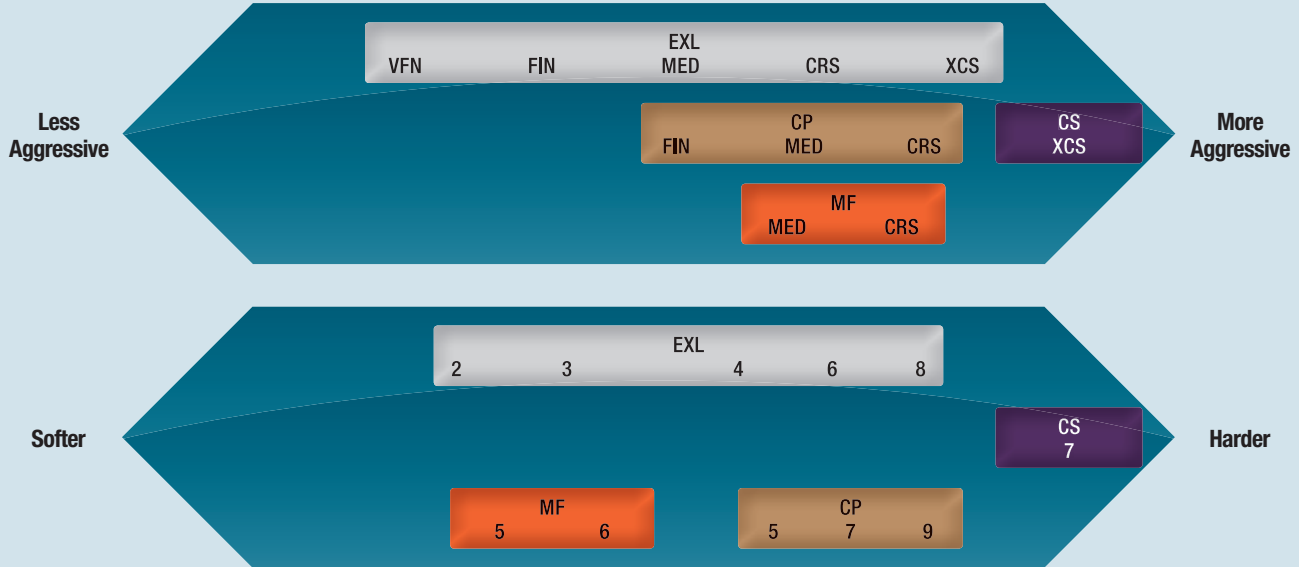 EXL
VFN FIN MED CRS XCS
Less
Aggressive
CP
FIN MED CRS
CS
XCS
More
Aggressive
MF
MED CRS
EXL
2 3 4 6 8
Softer
CS
7
Harder
MF
5 6
CP
5 7 9